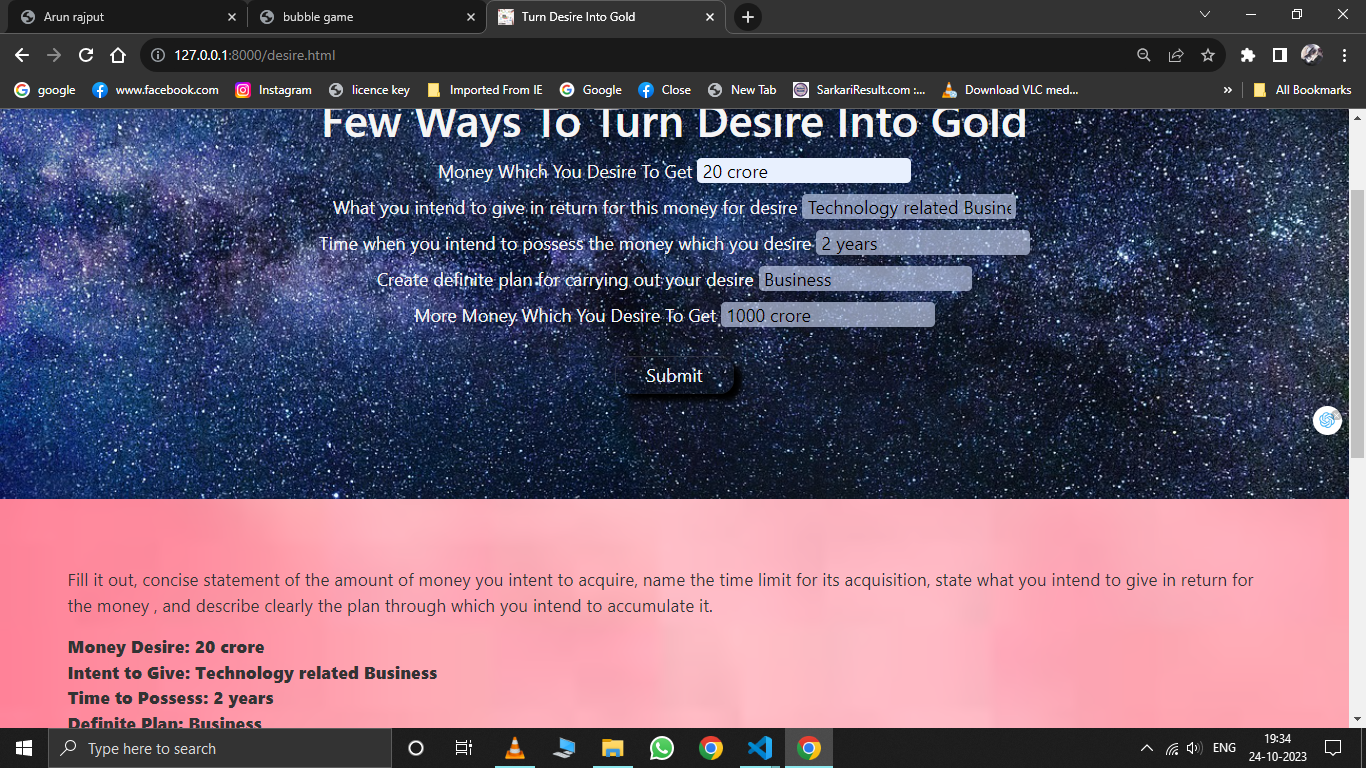 Arun rajput
bubble game
Turn Desire Into Gold
127.0.0.1:8000/desire.html
google
www.facebook.com
Instagram
licence key
Imported From IE
Google
Close
New Tab
SarkariResult.com :...
Download VLC med...
»
All Bookmarks
Few Ways To Turn Desire Into Gold
Money Which You Desire To Get 20 crore
What you intend to give in return for this money for desire Technology related Busine
Time when you intend to possess the money which you desire 2 years
Create definite plan for carrying out your desire Business
More Money Which You Desire To Get 1000 crore
Submit
Fill it out, concise statement of the amount of money you intent to acquire, name the time limit for its acquisition, state what you intend to give in return for
the money , and describe clearly the plan through which you intend to accumulate it.
Money Desire: 20 crore
Intent to Give: Technology related Business
Time to Possess: 2 years
Definite Plan: Business
Type here to search
ENG
19:34
24-10-2023